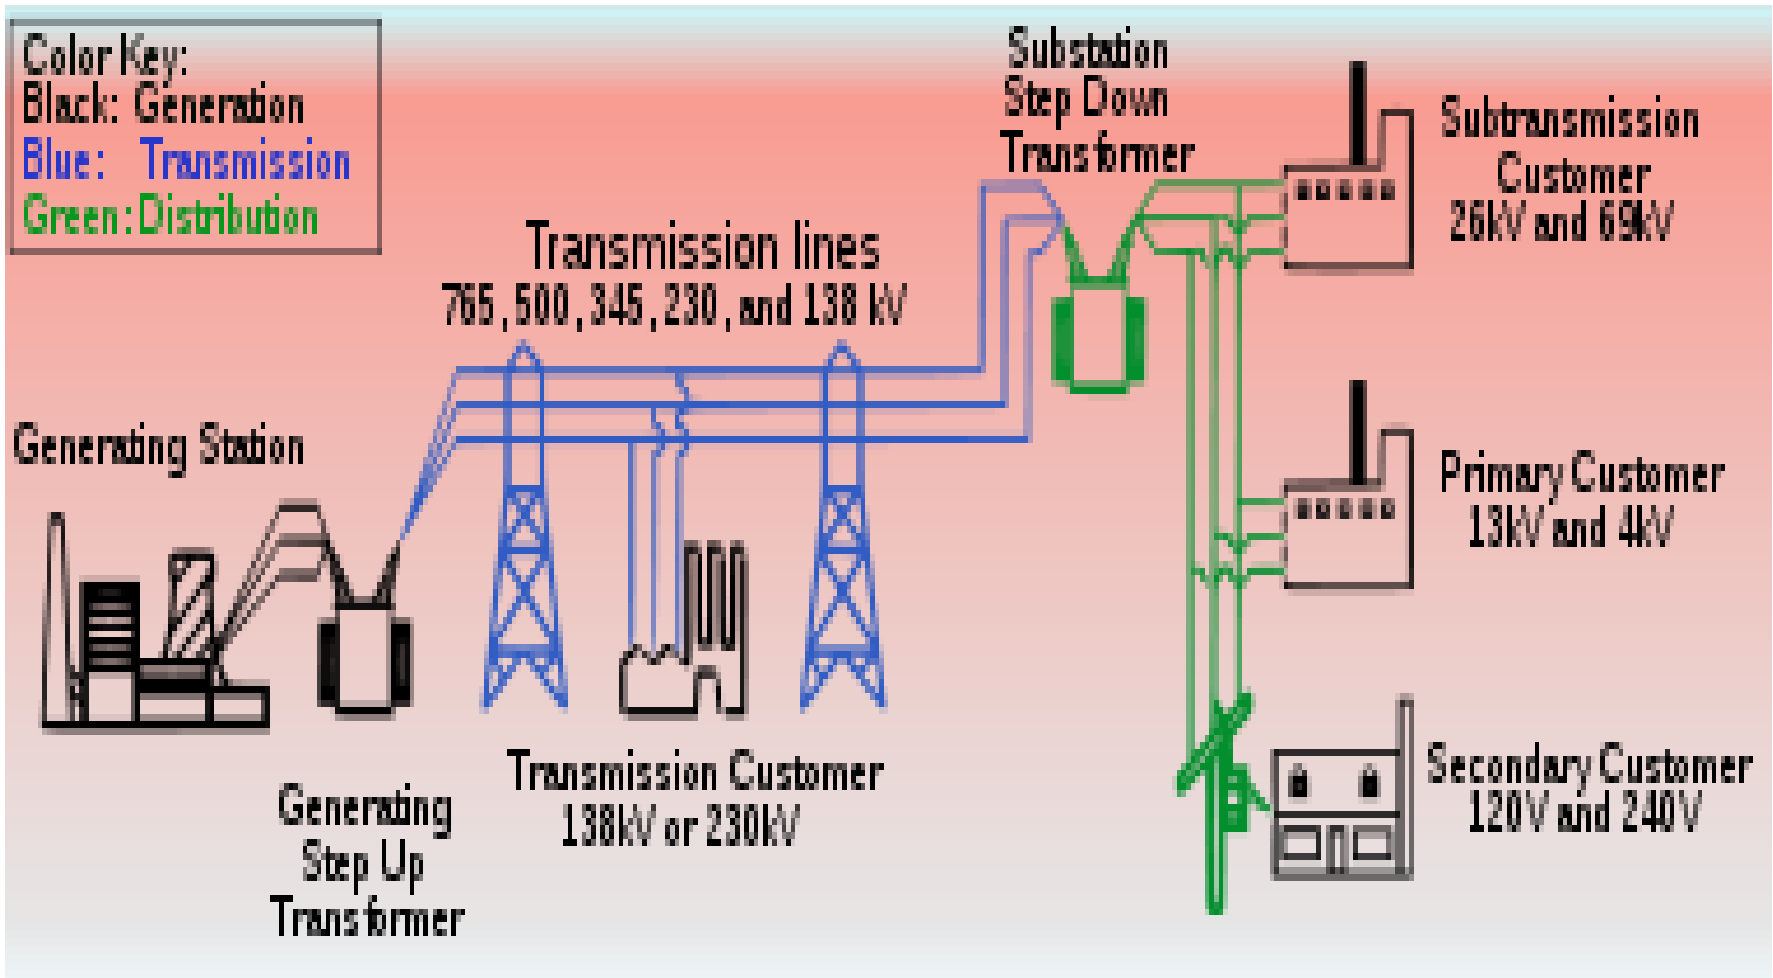 Color Key:
Black: Generation
Blue: Transmission
Green: Distribution
Substation
Step Down
Transformer
Subtransmission
Customer
26kV and 69kV
Transmission lines
765, 500, 345, 230, and 138 kV
Generating Station
Primary Customer
13kV and 4kV
Transmission Customer
138kV or 230kV
Secondary Customer
120V and 240V
Generating
Step Up
Transformer